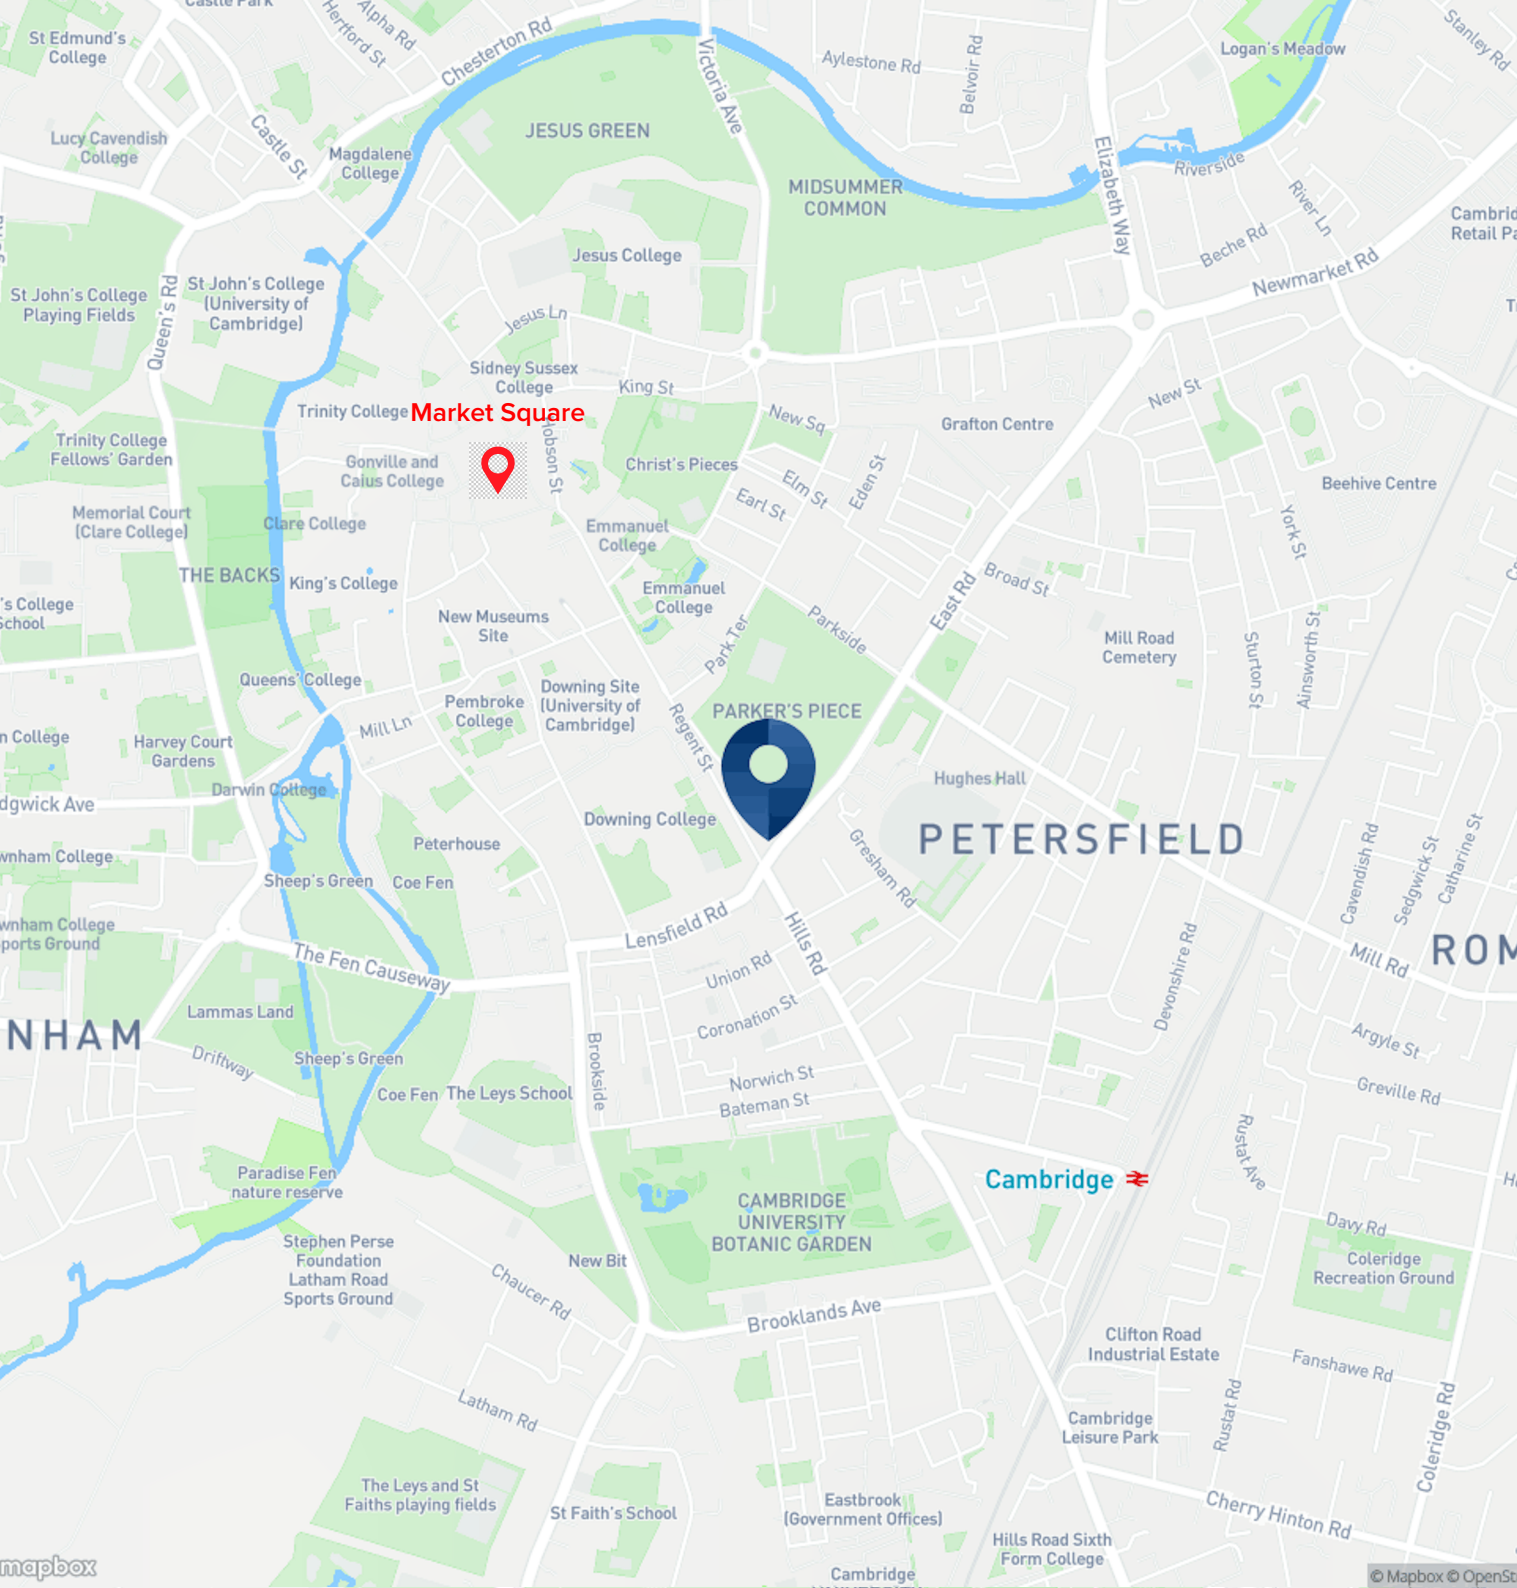 Castle Park
St Edmund's
College
Alpha Rd
Hertford St
Chesterton Rd
Victoria Ave
Aylestone Rd
Belvoir Rd
Logan's Meadow
Stanley Rd
Lucy Cavendish
College
Castle St
Magdalene
College
JESUS GREEN
MIDSUMMER
COMMON
Elizabeth Way
Riverside
River Ln
Beche Rd
Newmarket Rd
Cambrid
Retail Pa
St John's College
Playing Fields
Queen's Rd
St John's College
(University of
Cambridge)
Jesus College
Jesus Ln
Sidney Sussex
College
King St
New Sq
New St
Grafton Centre
Trinity College
Market Square
Hobson St
Trinity College
Fellows' Garden
Gonville and
Caius College
Christ's Pieces
Elm St
Eden St
Earl St
Beehive Centre
York St
Memorial Court
(Clare College)
Clare College
Emmanuel
College
THE BACKS
King's College
Emmanuel
College
Broad St
East Rd
's College
School
New Museums
Site
Park Ter
Parkside
Mill Road
Cemetery
Sturton St
Ainsworth St
Queens' College
Pembroke
College
Downing Site
(University of
Cambridge)
Mill Ln
Regent St
PARKER'S PIECE
n College
Harvey Court
Gardens
Darwin College
dgwick Ave
Hughes Hall
Downing College
PETERSFIELD
Peterhouse
wnham College
Sheep's Green
Coe Fen
Gresham Rd
Cavendish Rd
Sedgwick St
Catharine St
wnham College
ports Ground
The Fen Causeway
Lensfield Rd
Hills Rd
Union Rd
Devonshire Rd
Mill Rd
ROM
Lammas Land
NHAM
Coronation St
Argyle St
Driftway
Sheep's Green
Brookside
Coe Fen
The Leys School
Norwich St
Bateman St
Greville Rd
Rustat Ave
Paradise Fen
nature reserve
Cambridge
CAMBRIDGE
UNIVERSITY
BOTANIC GARDEN
Davy Rd
Stephen Perse
Foundation
Latham Road
Sports Ground
New Bit
Chaucer Rd
Coleridge
Recreation Ground
Brooklands Ave
Clifton Road
Industrial Estate
Fanshawe Rd
Latham Rd
Cambridge
Leisure Park
Rustat Rd
Coleridge Rd
The Leys and St
Faiths playing fields
St Faith's School
Eastbrook
(Government Offices)
Cherry Hinton Rd
Hills Road Sixth
Form College
Cambridge
mapbox
© Mapbox © OpenSt